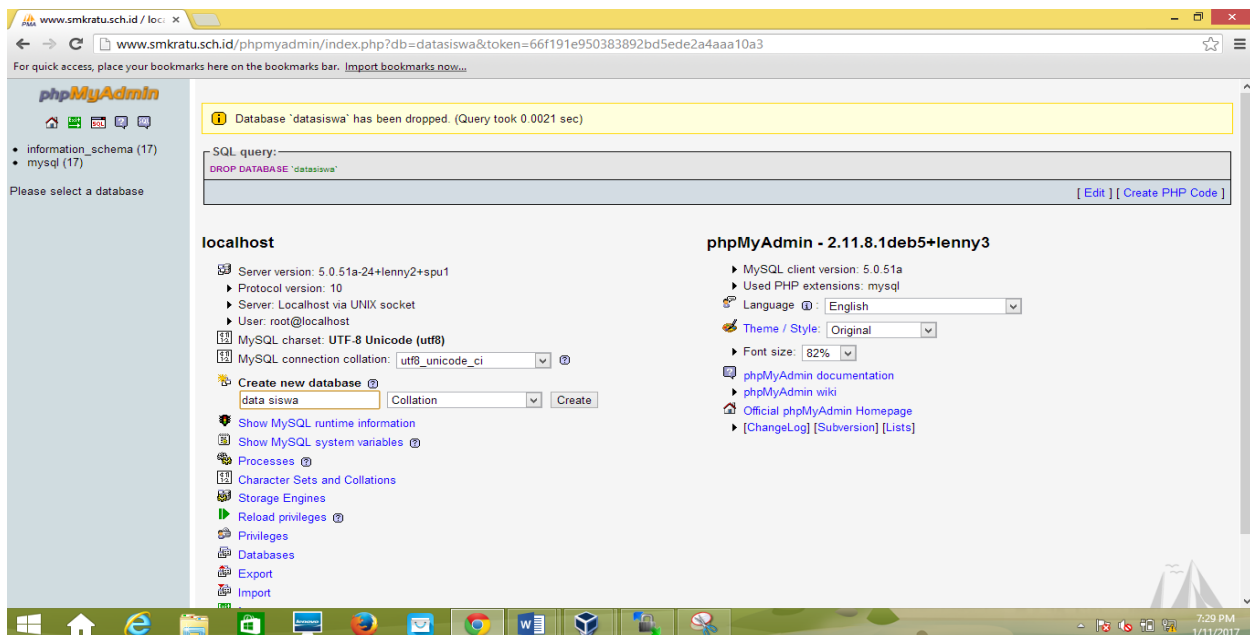 www.smkratu.sch.id / loca
www.smkratu.sch.id/phpmyadmin/index.php?db=datasiswa&token=66f191e950383892bd5ede2a4aaa10a3
For quick access, place your bookmarks here on the bookmarks bar. Import bookmarks now...
phpMyAdmin
information_schema (17)
mysql (17)
Please select a database
Database `datasiswa` has been dropped. (Query took 0.0021 sec)
SQL query:
DROP DATABASE `datasiswa`
[ Edit ] [ Create PHP Code ]
localhost
Server version: 5.0.51a-24+lenny2+spu1
Protocol version: 10
Server: Localhost via UNIX socket
User: root@localhost
MySQL charset: UTF-8 Unicode (utf8)
MySQL connection collation: utf8_unicode_ci
Create new database
data siswa Collation Create
Show MySQL runtime information
Show MySQL system variables
Processes
Character Sets and Collations
Storage Engines
Reload privileges
Privileges
Databases
Export
Import
phpMyAdmin - 2.11.8.1deb5+lenny3
MySQL client version: 5.0.51a
Used PHP extensions: mysql
Language : English
Theme / Style: Original
Font size: 82%
phpMyAdmin documentation
phpMyAdmin wiki
Official phpMyAdmin Homepage
[ChangeLog] [Subversion] [Lists]
7:29 PM
1/11/2017